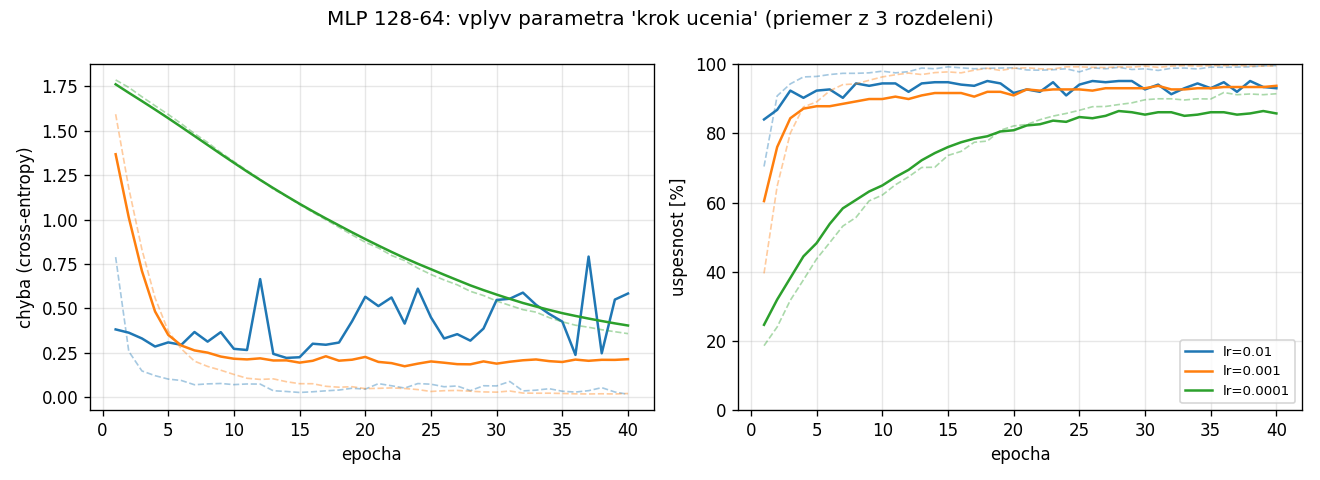 MLP 128-64: vplyv parametra 'krok ucenia' (priemer z 3 rozdeleni)
chyba (cross-entropy)
1.75
1.50
1.25
1.00
0.75
0.50
0.25
0.00
0 5 10 15 20 25 30 35 40
epocha
uspesnost [%]
100
80
60
40
20
0
0 5 10 15 20 25 30 35 40
epocha
lr=0.01
lr=0.001
lr=0.0001